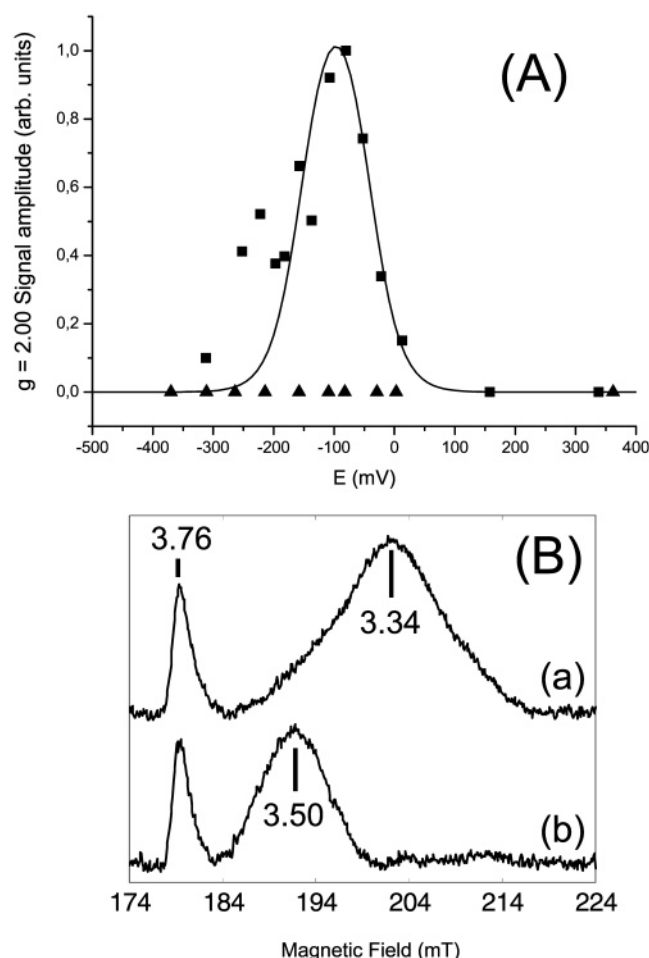 (A)
g = 2.00 Signal amplitude (arb. units)
1,0
0,8
0,6
0,4
0,2
0,0
-500 -400 -300 -200 -100 0 100 200 300 400
E (mV)
(B)
3.76
3.34
(a)
3.50
(b)
174 184 194 204 214 224
Magnetic Field (mT)